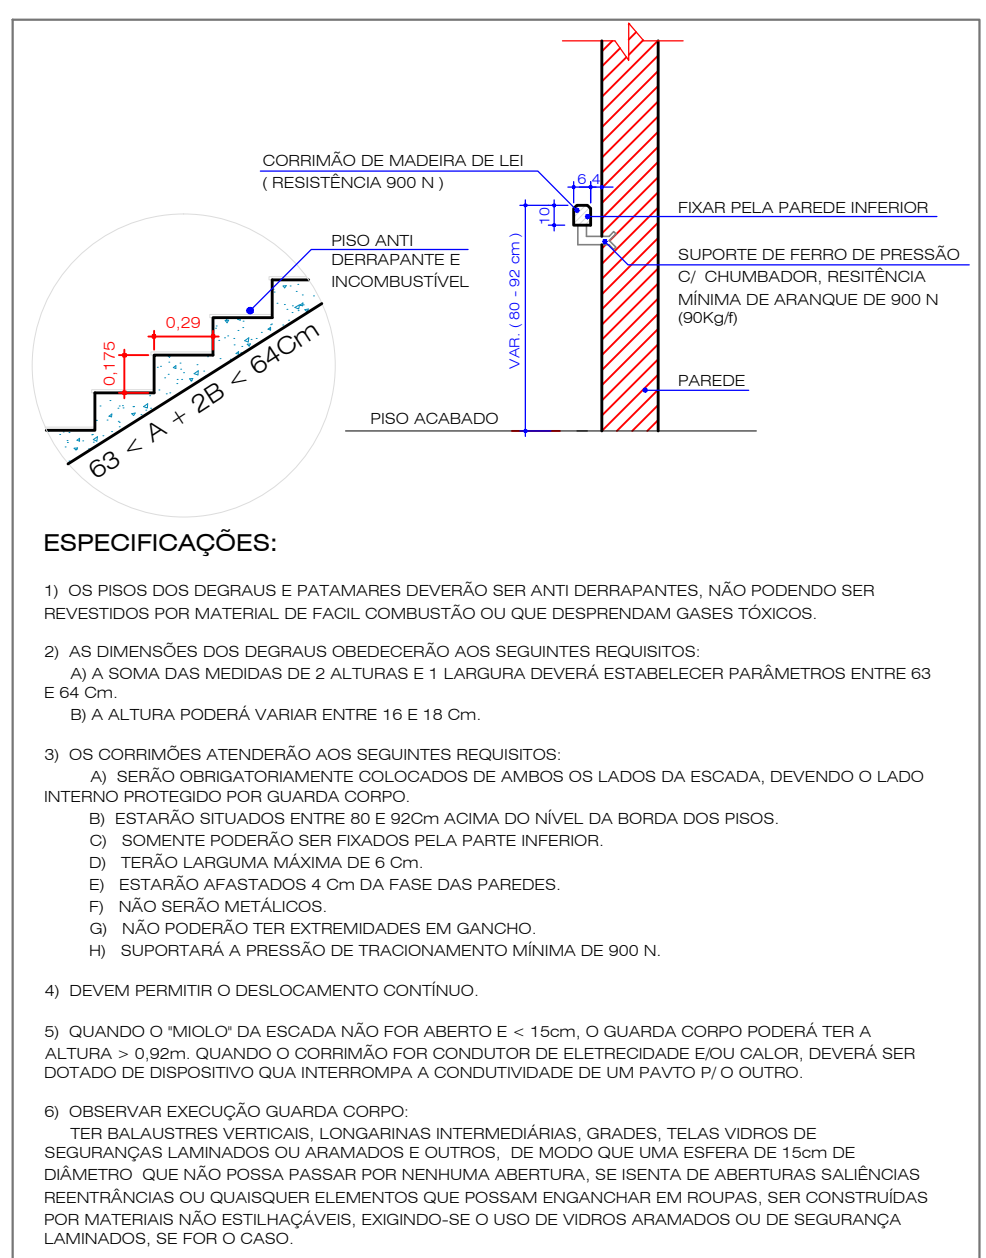 CORRIMÃO DE MADEIRA DE LEI
( RESISTÊNCIA 900 N )
6 4
10
FIXAR PELA PAREDE INFERIOR
SUPORTE DE FERRO DE PRESSÃO
C/ CHUMBADOR, RESITÊNCIA
MÍNIMA DE ARANQUE DE 900 N
(90Kg/f)
VAR. ( 80 - 92 cm )
PAREDE
PISO ACABADO
PISO ANTI
DERRAPANTE E
INCOMBUSTÍVEL
0,29
0,175
63 < A + 2B < 64Cm
ESPECIFICAÇÕES:
1) OS PISOS DOS DEGRAUS E PATAMARES DEVERÃO SER ANTI DERRAPANTES, NÃO PODENDO SER
REVESTIDOS POR MATERIAL DE FACIL COMBUSTÃO OU QUE DESPRENDAM GASES TÓXICOS.
2) AS DIMENSÕES DOS DEGRAUS OBEDECERÃO AOS SEGUINTES REQUISITOS:
A) A SOMA DAS MEDIDAS DE 2 ALTURAS E 1 LARGURA DEVERÁ ESTABELECER PARÂMETROS ENTRE 63
E 64 Cm.
B) A ALTURA PODERÁ VARIAR ENTRE 16 E 18 Cm.
3) OS CORRIMÕES ATENDERÃO AOS SEGUINTES REQUISITOS:
A) SERÃO OBRIGATORIAMENTE COLOCADOS DE AMBOS OS LADOS DA ESCADA, DEVENDO O LADO
INTERNO PROTEGIDO POR GUARDA CORPO.
B) ESTARÃO SITUADOS ENTRE 80 E 92Cm ACIMA DO NÍVEL DA BORDA DOS PISOS.
C) SOMENTE PODERÃO SER FIXADOS PELA PARTE INFERIOR.
D) TERÃO LARGUMA MÁXIMA DE 6 Cm.
E) ESTARÃO AFASTADOS 4 Cm DA FASE DAS PAREDES.
F) NÃO SERÃO METÁLICOS.
G) NÃO PODERÃO TER EXTREMIDADES EM GANCHO.
H) SUPORTARÁ A PRESSÃO DE TRACIONAMENTO MÍNIMA DE 900 N.
4) DEVEM PERMITIR O DESLOCAMENTO CONTÍNUO.
5) QUANDO O "MIOLO" DA ESCADA NÃO FOR ABERTO E < 15cm, O GUARDA CORPO PODERÁ TER A
ALTURA > 0,92m. QUANDO O CORRIMÃO FOR CONDUTOR DE ELETRECIDADE E/OU CALOR, DEVERÁ SER
DOTADO DE DISPOSITIVO QUA INTERROMPA A CONDUTIVIDADE DE UM PAVTO P/ O OUTRO.
6) OBSERVAR EXECUÇÃO GUARDA CORPO:
TER BALAUSTRES VERTICAIS, LONGARINAS INTERMEDIÁRIAS, GRADES, TELAS VIDROS DE
SEGURANÇAS LAMINADOS OU ARAMADOS E OUTROS, DE MODO QUE UMA ESFERA DE 15cm DE
DIÂMETRO QUE NÃO POSSA PASSAR POR NENHUMA ABERTURA, SE ISENTA DE ABERTURAS SALIÊNCIAS
REENTRÂNCIAS OU QUAISQUER ELEMENTOS QUE POSSAM ENGANCHAR EM ROUPAS, SER CONSTRUÍDAS
POR MATERIAIS NÃO ESTILHAÇÁVEIS, EXIGINDO-SE O USO DE VIDROS ARAMADOS OU DE SEGURANÇA
LAMINADOS, SE FOR O CASO.